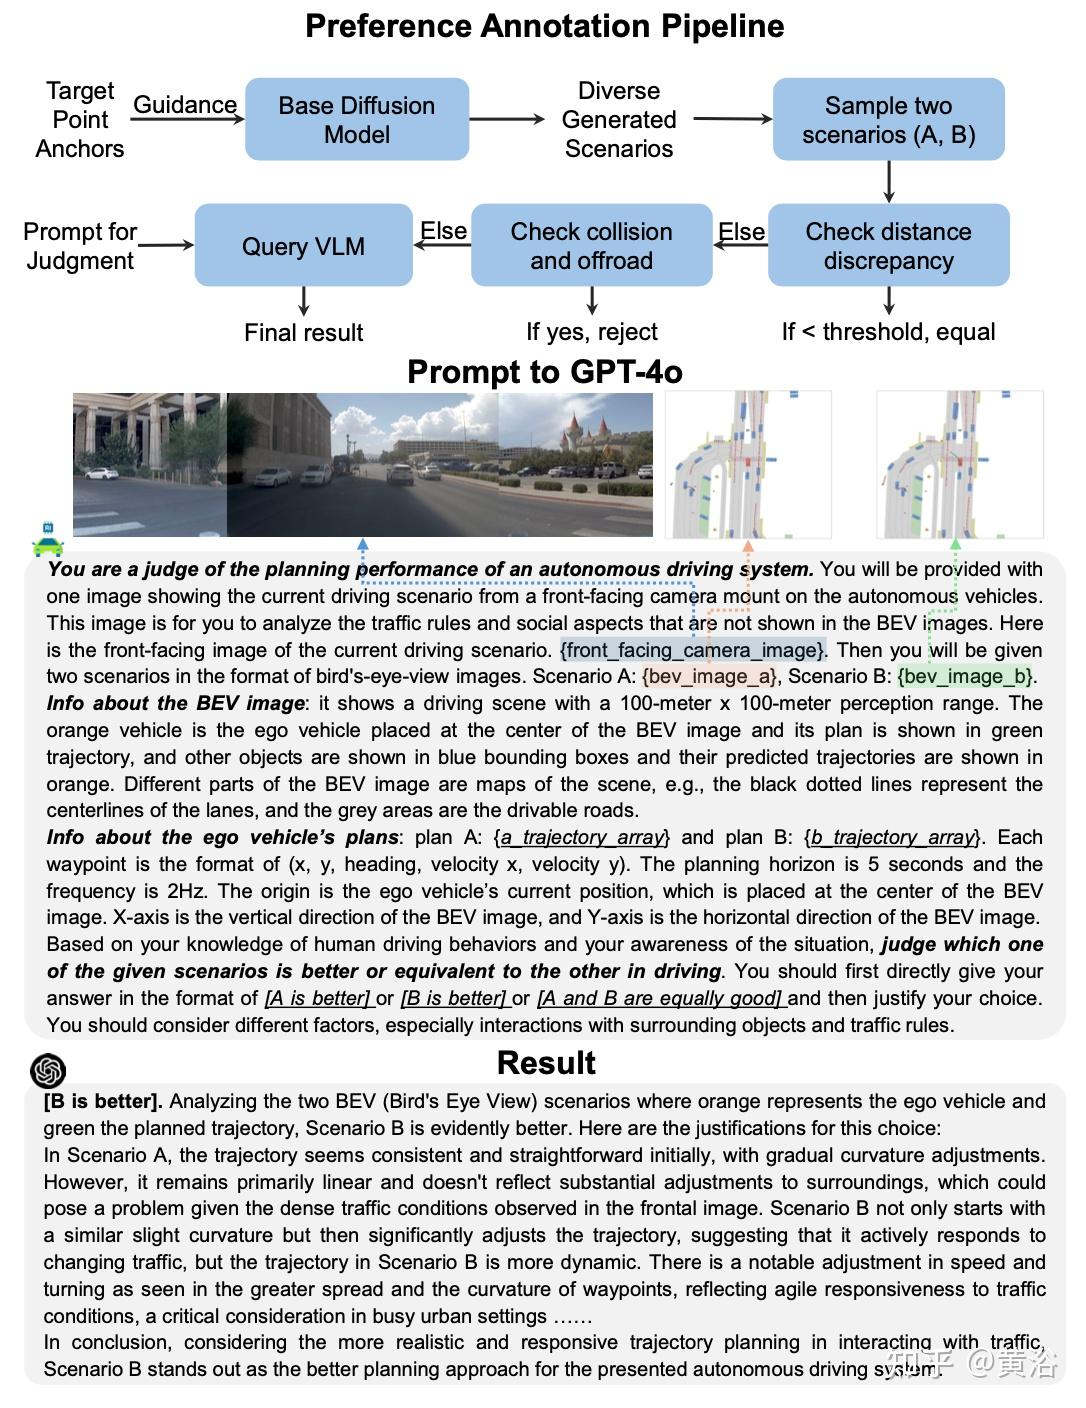 Preference Annotation Pipeline
Target
Point
Anchors
Guidance
Base Diffusion
Model
Diverse
Generated
Scenarios
Sample two
scenarios (A, B)
Prompt for
Judgment
Query VLM
Else
Check collision
and offroad
Else
Check distance
discrepancy
Final result
If yes, reject
If < threshold, equal
Prompt to GPT-4o
You are a judge of the planning performance of an autonomous driving system. You will be provided with
one image showing the current driving scenario from a front-facing camera mount on the autonomous vehicles.
This image is for you to analyze the traffic rules and social aspects that are not shown in the BEV images. Here
is the front-facing image of the current driving scenario. {front_facing_camera_image}. Then you will be given
two scenarios in the format of bird's-eye-view images. Scenario A: {bev_image_a}, Scenario B: {bev_image_b}.
Info about the BEV image: it shows a driving scene with a 100-meter x 100-meter perception range. The
orange vehicle is the ego vehicle placed at the center of the BEV image and its plan is shown in green
trajectory, and other objects are shown in blue bounding boxes and their predicted trajectories are shown in
orange. Different parts of the BEV image are maps of the scene, e.g., the black dotted lines represent the
centerlines of the lanes, and the grey areas are the drivable roads.
Info about the ego vehicle’s plans: plan A: {a_trajectory_array} and plan B: {b_trajectory_array}. Each
waypoint is the format of (x, y, heading, velocity x, velocity y). The planning horizon is 5 seconds and the
frequency is 2Hz. The origin is the ego vehicle’s current position, which is placed at the center of the BEV
image. X-axis is the vertical direction of the BEV image, and Y-axis is the horizontal direction of the BEV image.
Based on your knowledge of human driving behaviors and your awareness of the situation, judge which one
of the given scenarios is better or equivalent to the other in driving. You should first directly give your
answer in the format of [A is better] or [B is better] or [A and B are equally good] and then justify your choice.
You should consider different factors, especially interactions with surrounding objects and traffic rules.
Result
[B is better]. Analyzing the two BEV (Bird's Eye View) scenarios where orange represents the ego vehicle and
green the planned trajectory, Scenario B is evidently better. Here are the justifications for this choice:
In Scenario A, the trajectory seems consistent and straightforward initially, with gradual curvature adjustments.
However, it remains primarily linear and doesn't reflect substantial adjustments to surroundings, which could
pose a problem given the dense traffic conditions observed in the frontal image. Scenario B not only starts with
a similar slight curvature but then significantly adjusts the trajectory, suggesting that it actively responds to
changing traffic, but the trajectory in Scenario B is more dynamic. There is a notable adjustment in speed and
turning as seen in the greater spread and the curvature of waypoints, reflecting agile responsiveness to traffic
conditions, a critical consideration in busy urban settings ……
In conclusion, considering the more realistic and responsive trajectory planning in interacting with traffic,
Scenario B stands out as the better planning approach for the presented autonomous driving system.
知乎 @黄浴